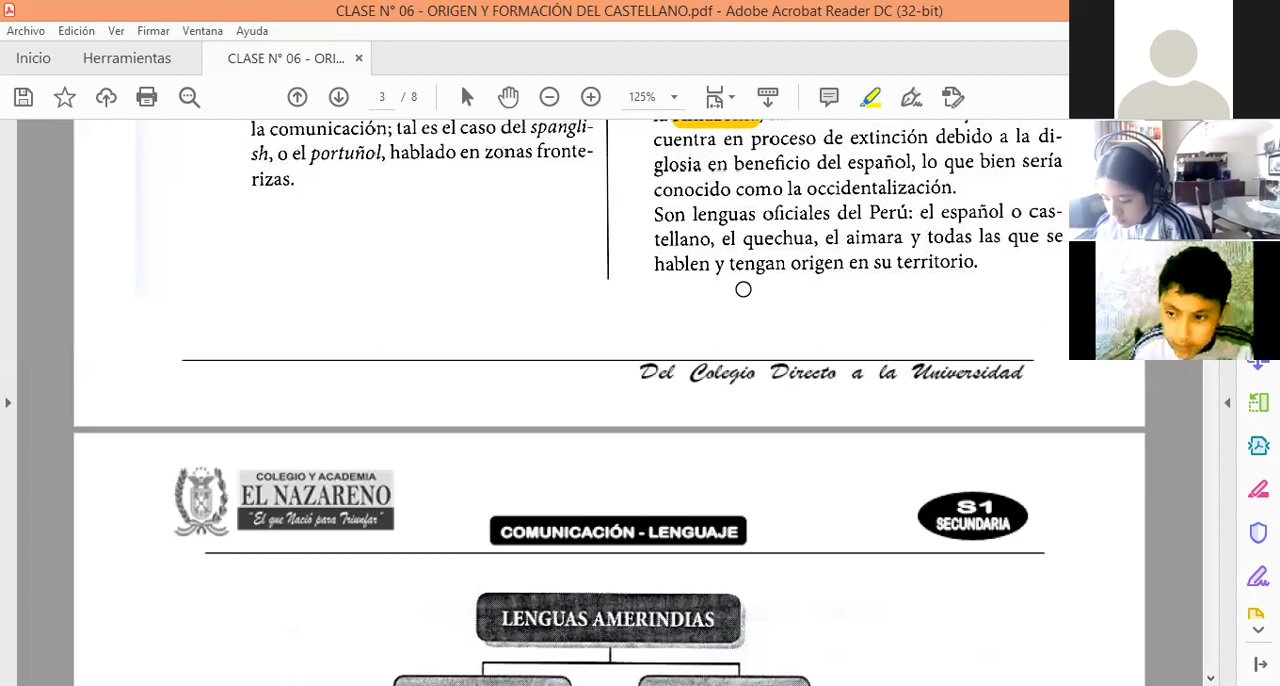 CLASE N° 06 - ORIGEN Y FORMACIÓN DEL CASTELLANO.pdf - Adobe Acrobat Reader DC (32-bit)
Archivo Edición Ver Firmar Ventana Ayuda
Inicio Herramientas CLASE N° 06 - ORI... ×
3 / 8 125%
la comunicación; tal es el caso del spangli-
sh, o el portuñol, hablado en zonas fronte-
rizas.
cuentra en proceso de extinción debido a la di-
glosia en beneficio del español, lo que bien sería
conocido como la occidentalización.
Son lenguas oficiales del Perú: el español o cas-
tellano, el quechua, el aimara y todas las que se
hablen y tengan origen en su territorio.
Del Colegio Directo a la Universidad
COLEGIO Y ACADEMIA
EL NAZARENO
"El que Nació para Triunfar"
COMUNICACIÓN - LENGUAJE
S1
SECUNDARIA
LENGUAS AMERINDIAS